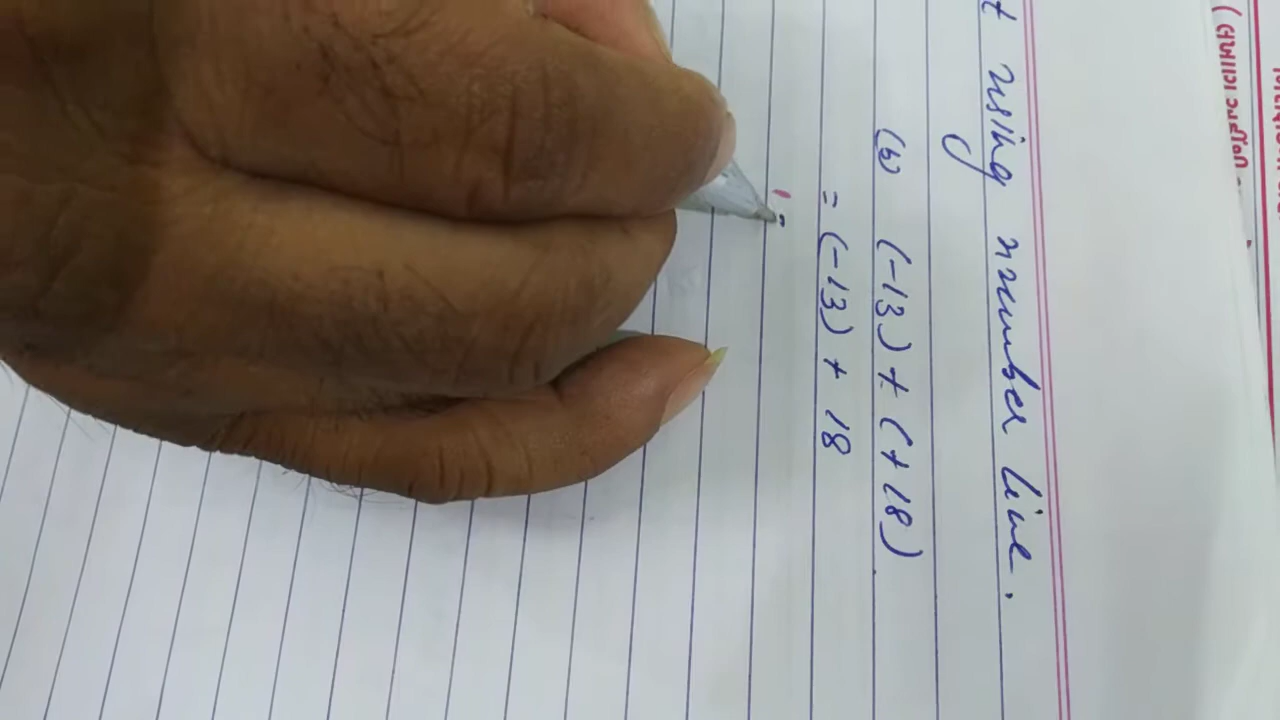 t using number line.
(b) (-13) + (+18)
= (-13) + 18
=